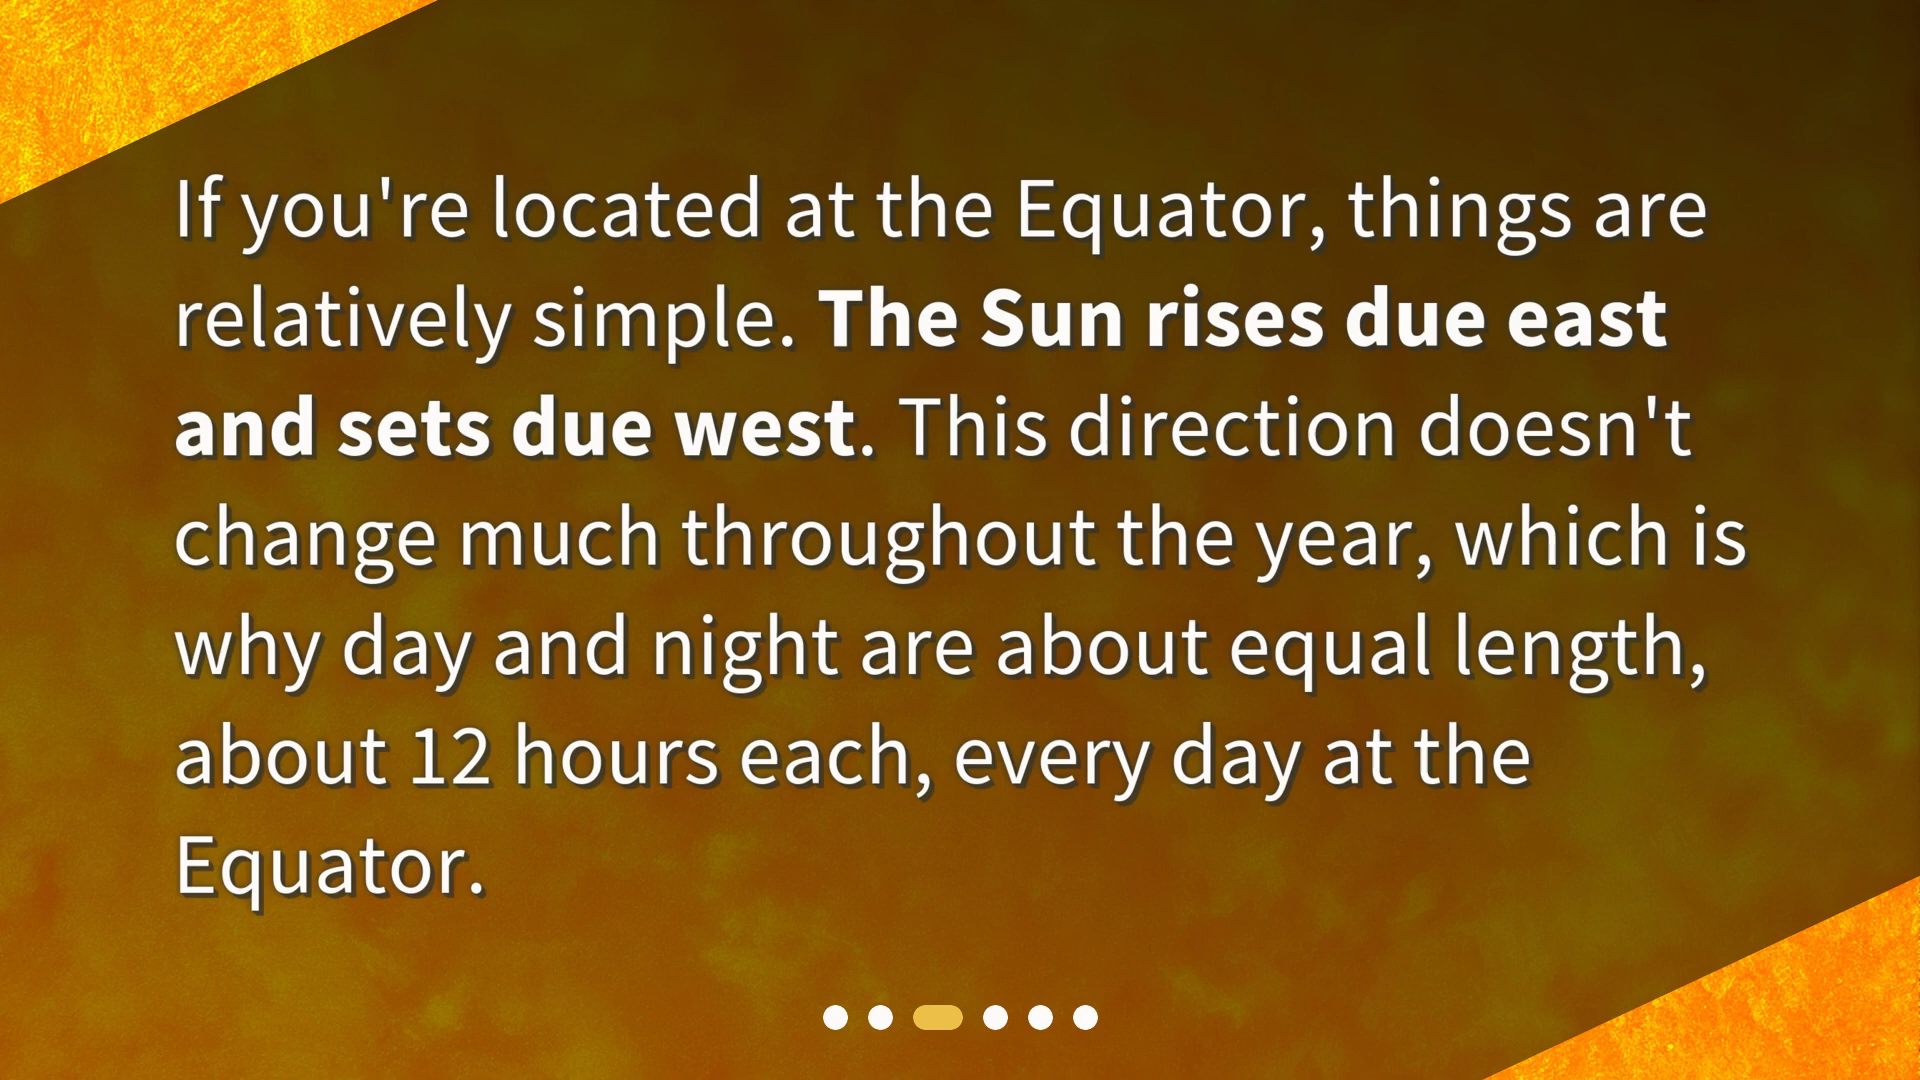 If you're located at the Equator, things are
relatively simple. The Sun rises due east
and sets due west. This direction doesn't
change much throughout the year, which is
why day and night are about equal length,
about 12 hours each, every day at the
Equator.